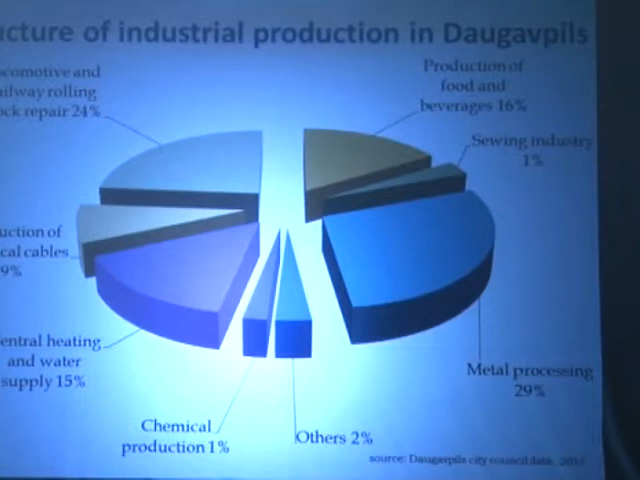 ucture of industrial production in Daugavpils
ocomotive and
ilway rolling
ck repair 24%
Production of
food and
beverages 16%
Sewing industry
1%
uction of
cal cables
9%
entral heating
and water
supply 15%
Metal processing
29%
Chemical
production 1%
Others 2%
source: Daugavpils city council data,